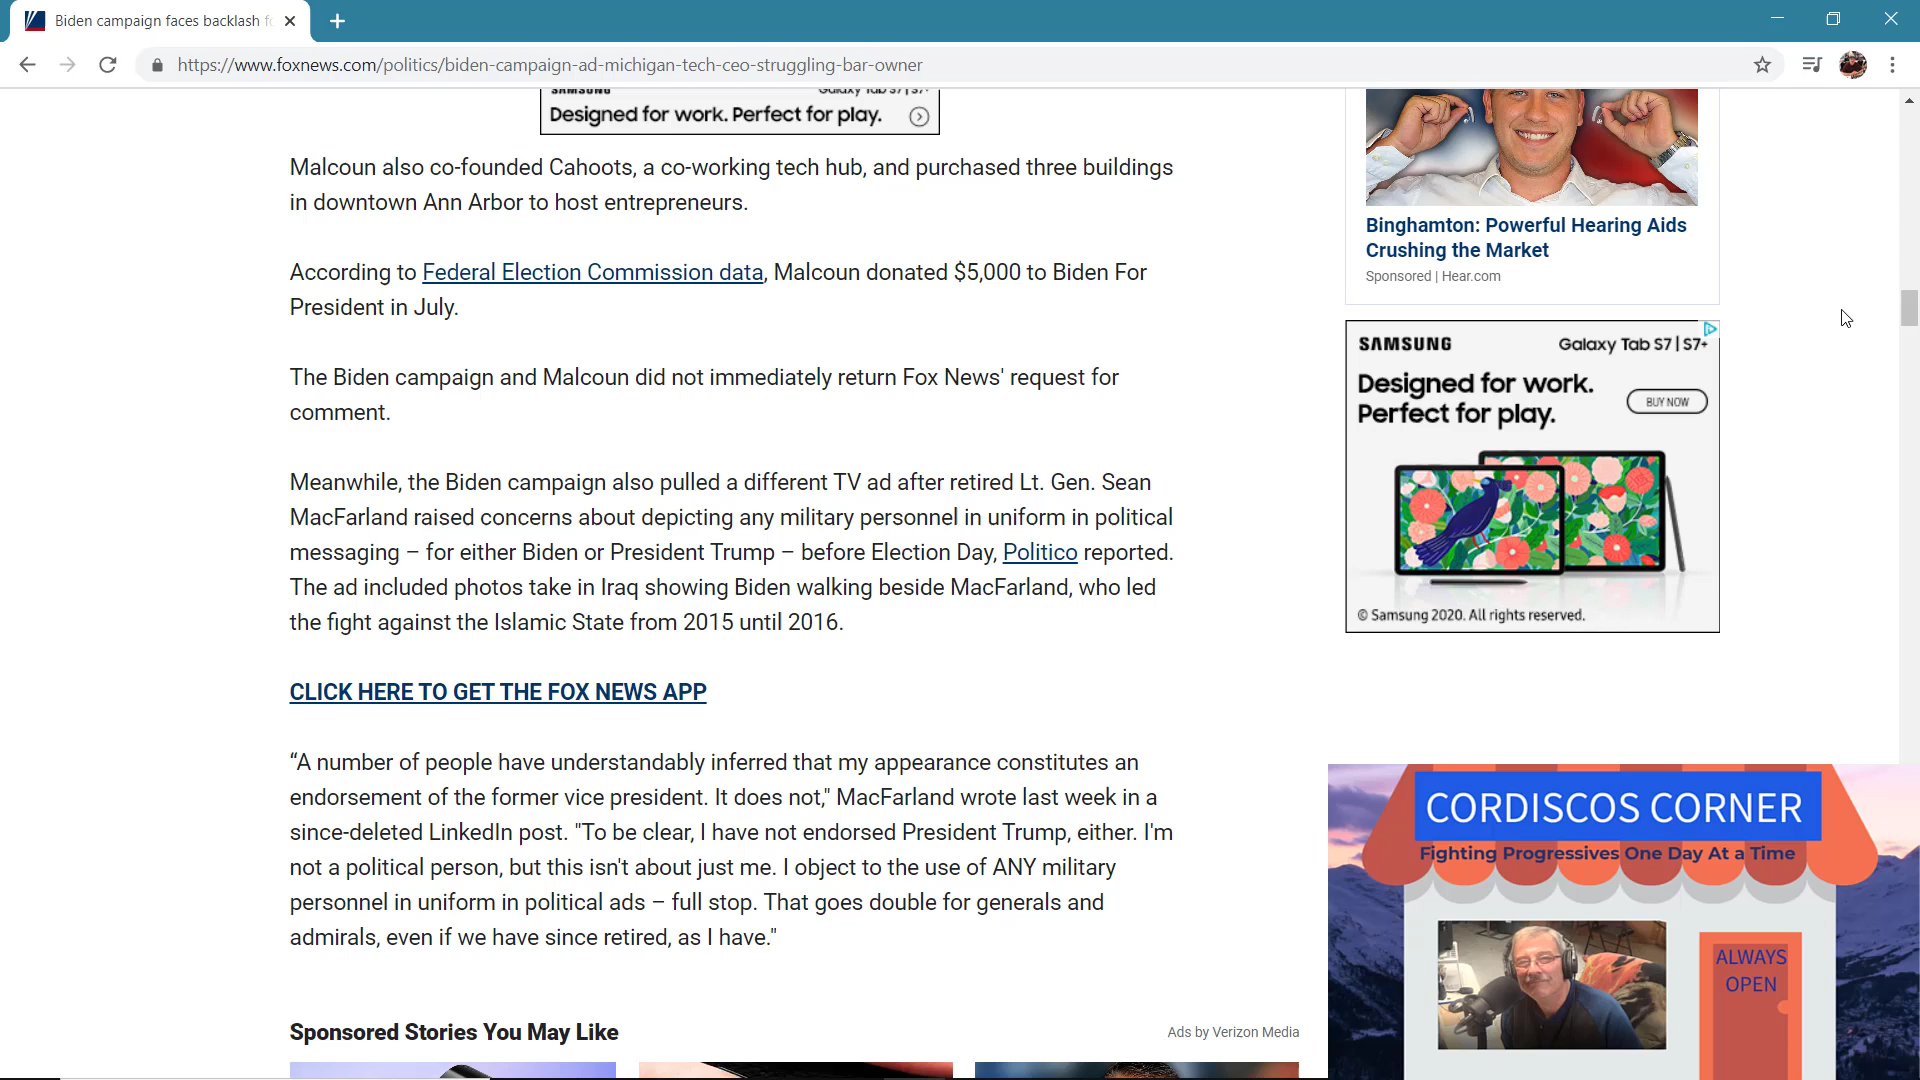 Biden campaign faces backlash fo
https://www.foxnews.com/politics/biden-campaign-ad-michigan-tech-ceo-struggling-bar-owner
SAMSUNG Galaxy Tab S7 | S7+
Designed for work. Perfect for play.
Malcoun also co-founded Cahoots, a co-working tech hub, and purchased three buildings
in downtown Ann Arbor to host entrepreneurs.
According to Federal Election Commission data, Malcoun donated $5,000 to Biden For
President in July.
The Biden campaign and Malcoun did not immediately return Fox News' request for
comment.
Meanwhile, the Biden campaign also pulled a different TV ad after retired Lt. Gen. Sean
MacFarland raised concerns about depicting any military personnel in uniform in political
messaging – for either Biden or President Trump – before Election Day, Politico reported.
The ad included photos take in Iraq showing Biden walking beside MacFarland, who led
the fight against the Islamic State from 2015 until 2016.
CLICK HERE TO GET THE FOX NEWS APP
“A number of people have understandably inferred that my appearance constitutes an
endorsement of the former vice president. It does not," MacFarland wrote last week in a
since-deleted LinkedIn post. "To be clear, I have not endorsed President Trump, either. I'm
not a political person, but this isn't about just me. I object to the use of ANY military
personnel in uniform in political ads – full stop. That goes double for generals and
admirals, even if we have since retired, as I have."
Sponsored Stories You May Like
Ads by Verizon Media
Binghamton: Powerful Hearing Aids
Crushing the Market
Sponsored | Hear.com
SAMSUNG
Galaxy Tab S7 | S7+
Designed for work.
Perfect for play.
BUY NOW
© Samsung 2020. All rights reserved.
CORDISCOS CORNER
Fighting Progressives One Day At a Time
ALWAYS
OPEN